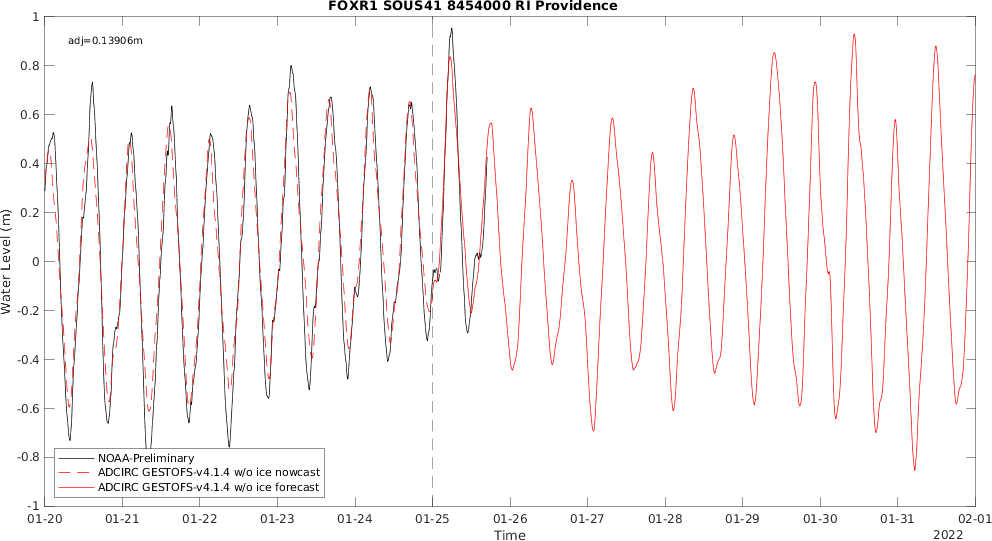 FOXR1 SOUS41 8454000 RI Providence
adj=0.13906m
1
0.8
0.6
0.4
0.2
0
-0.2
-0.4
-0.6
-0.8
-1
Water Level (m)
NOAA-Preliminary
ADCIRC GESTOFS-v4.1.4 w/o ice nowcast
ADCIRC GESTOFS-v4.1.4 w/o ice forecast
01-20 01-21 01-22 01-23 01-24 01-25 01-26 01-27 01-28 01-29 01-30 01-31 02-01
Time
2022